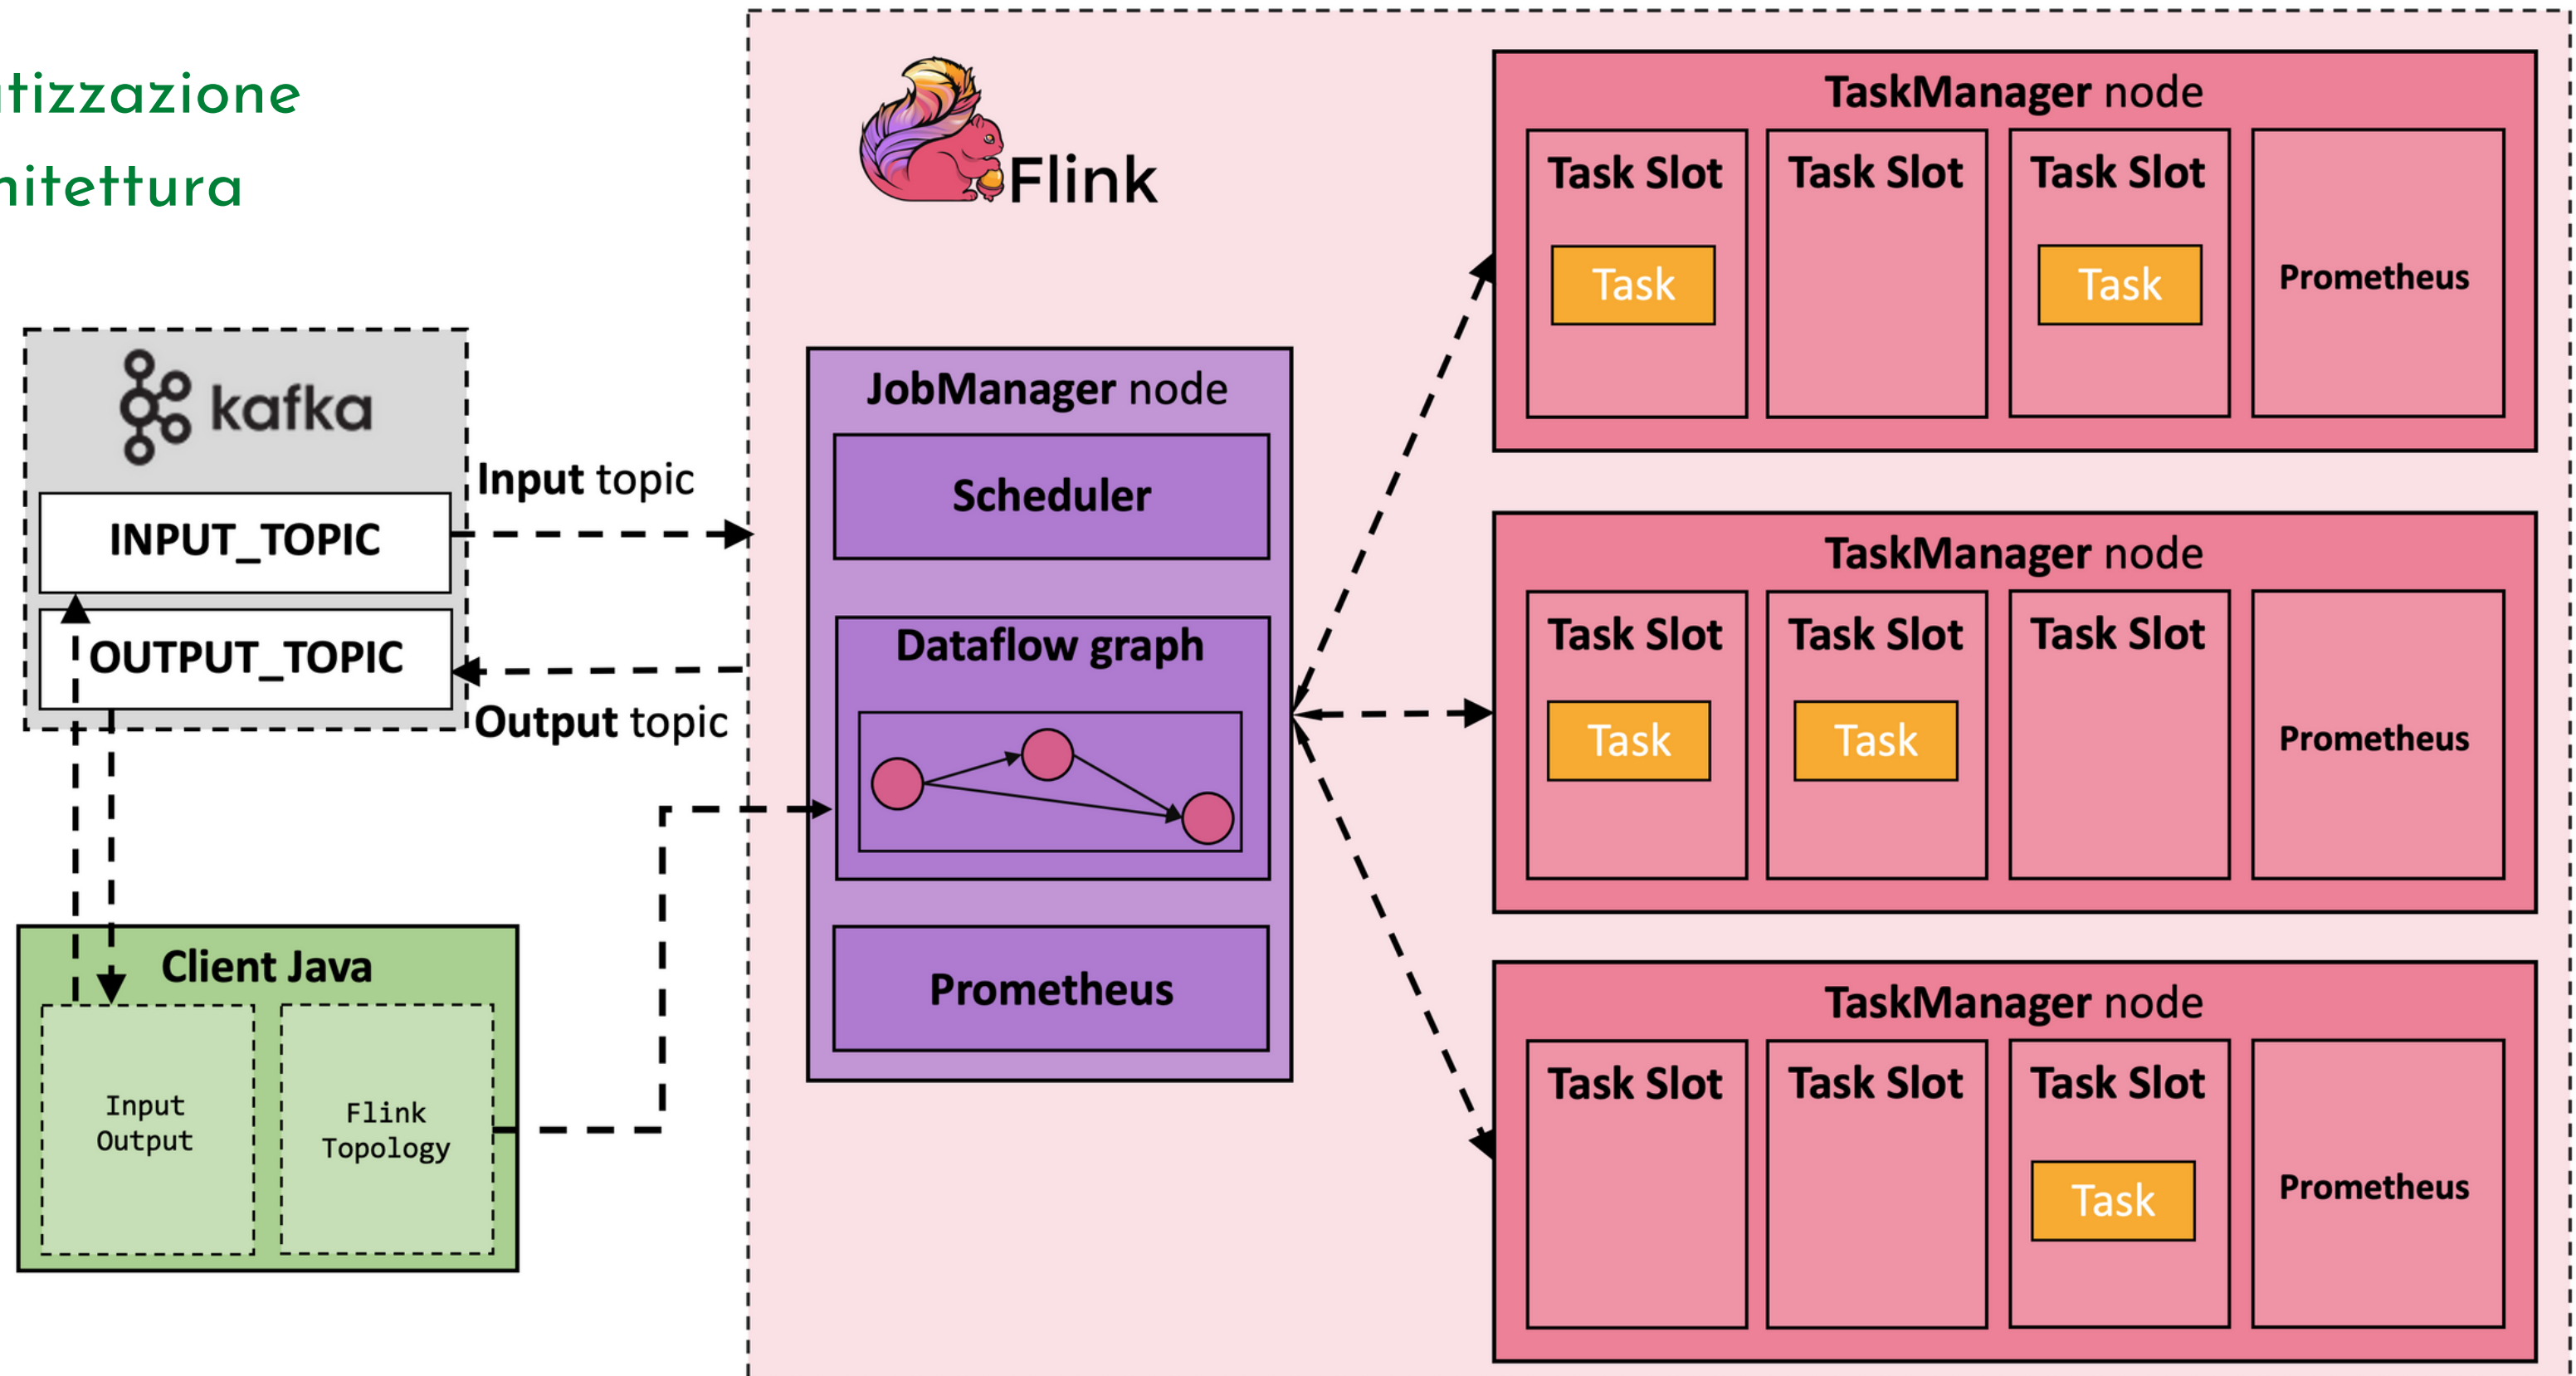 tizzazione
hitettura
kafka
INPUT_TOPIC
OUTPUT_TOPIC
Input topic
Output topic
Client Java
Input
Output
Flink
Topology
Flink
JobManager node
Scheduler
Dataflow graph
Prometheus
TaskManager node
Task Slot
Task Slot
Task Slot
Task
Task
Prometheus
TaskManager node
Task Slot
Task Slot
Task Slot
Task
Task
Prometheus
TaskManager node
Task Slot
Task Slot
Task Slot
Task
Prometheus